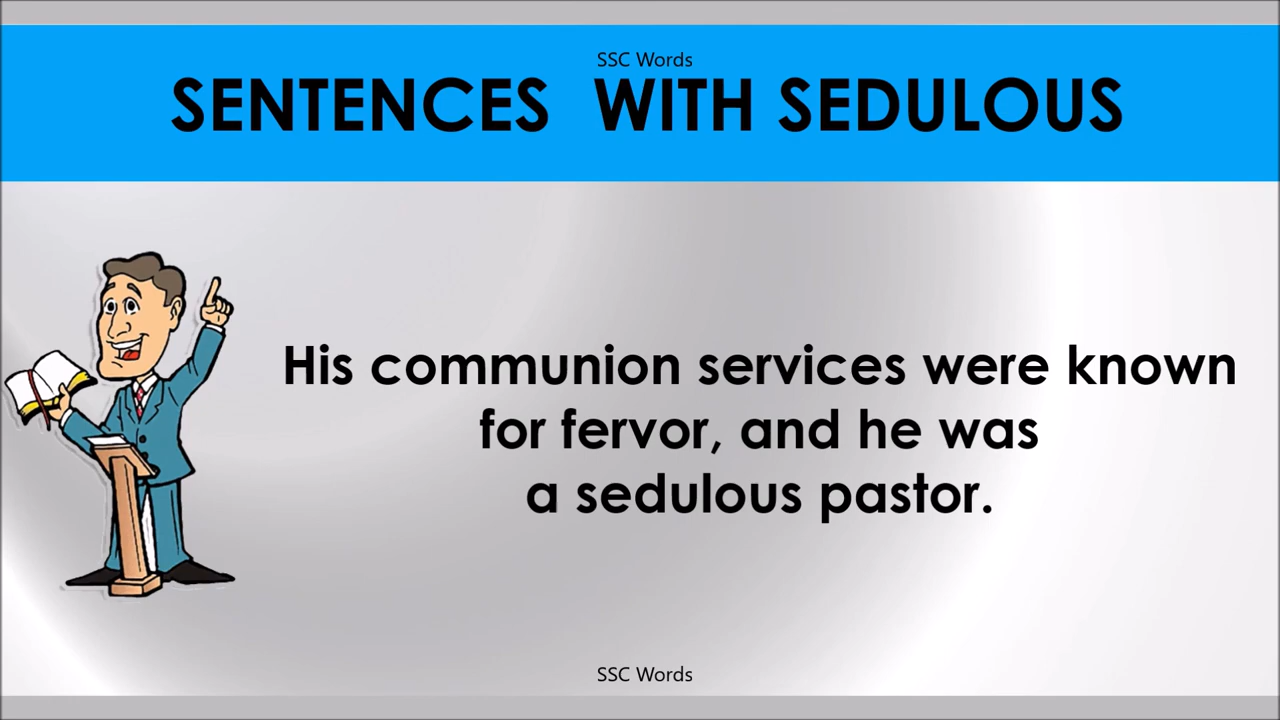 SSC Words
SENTENCES WITH SEDULOUS
His communion services were known
for fervor, and he was
a sedulous pastor.
SSC Words